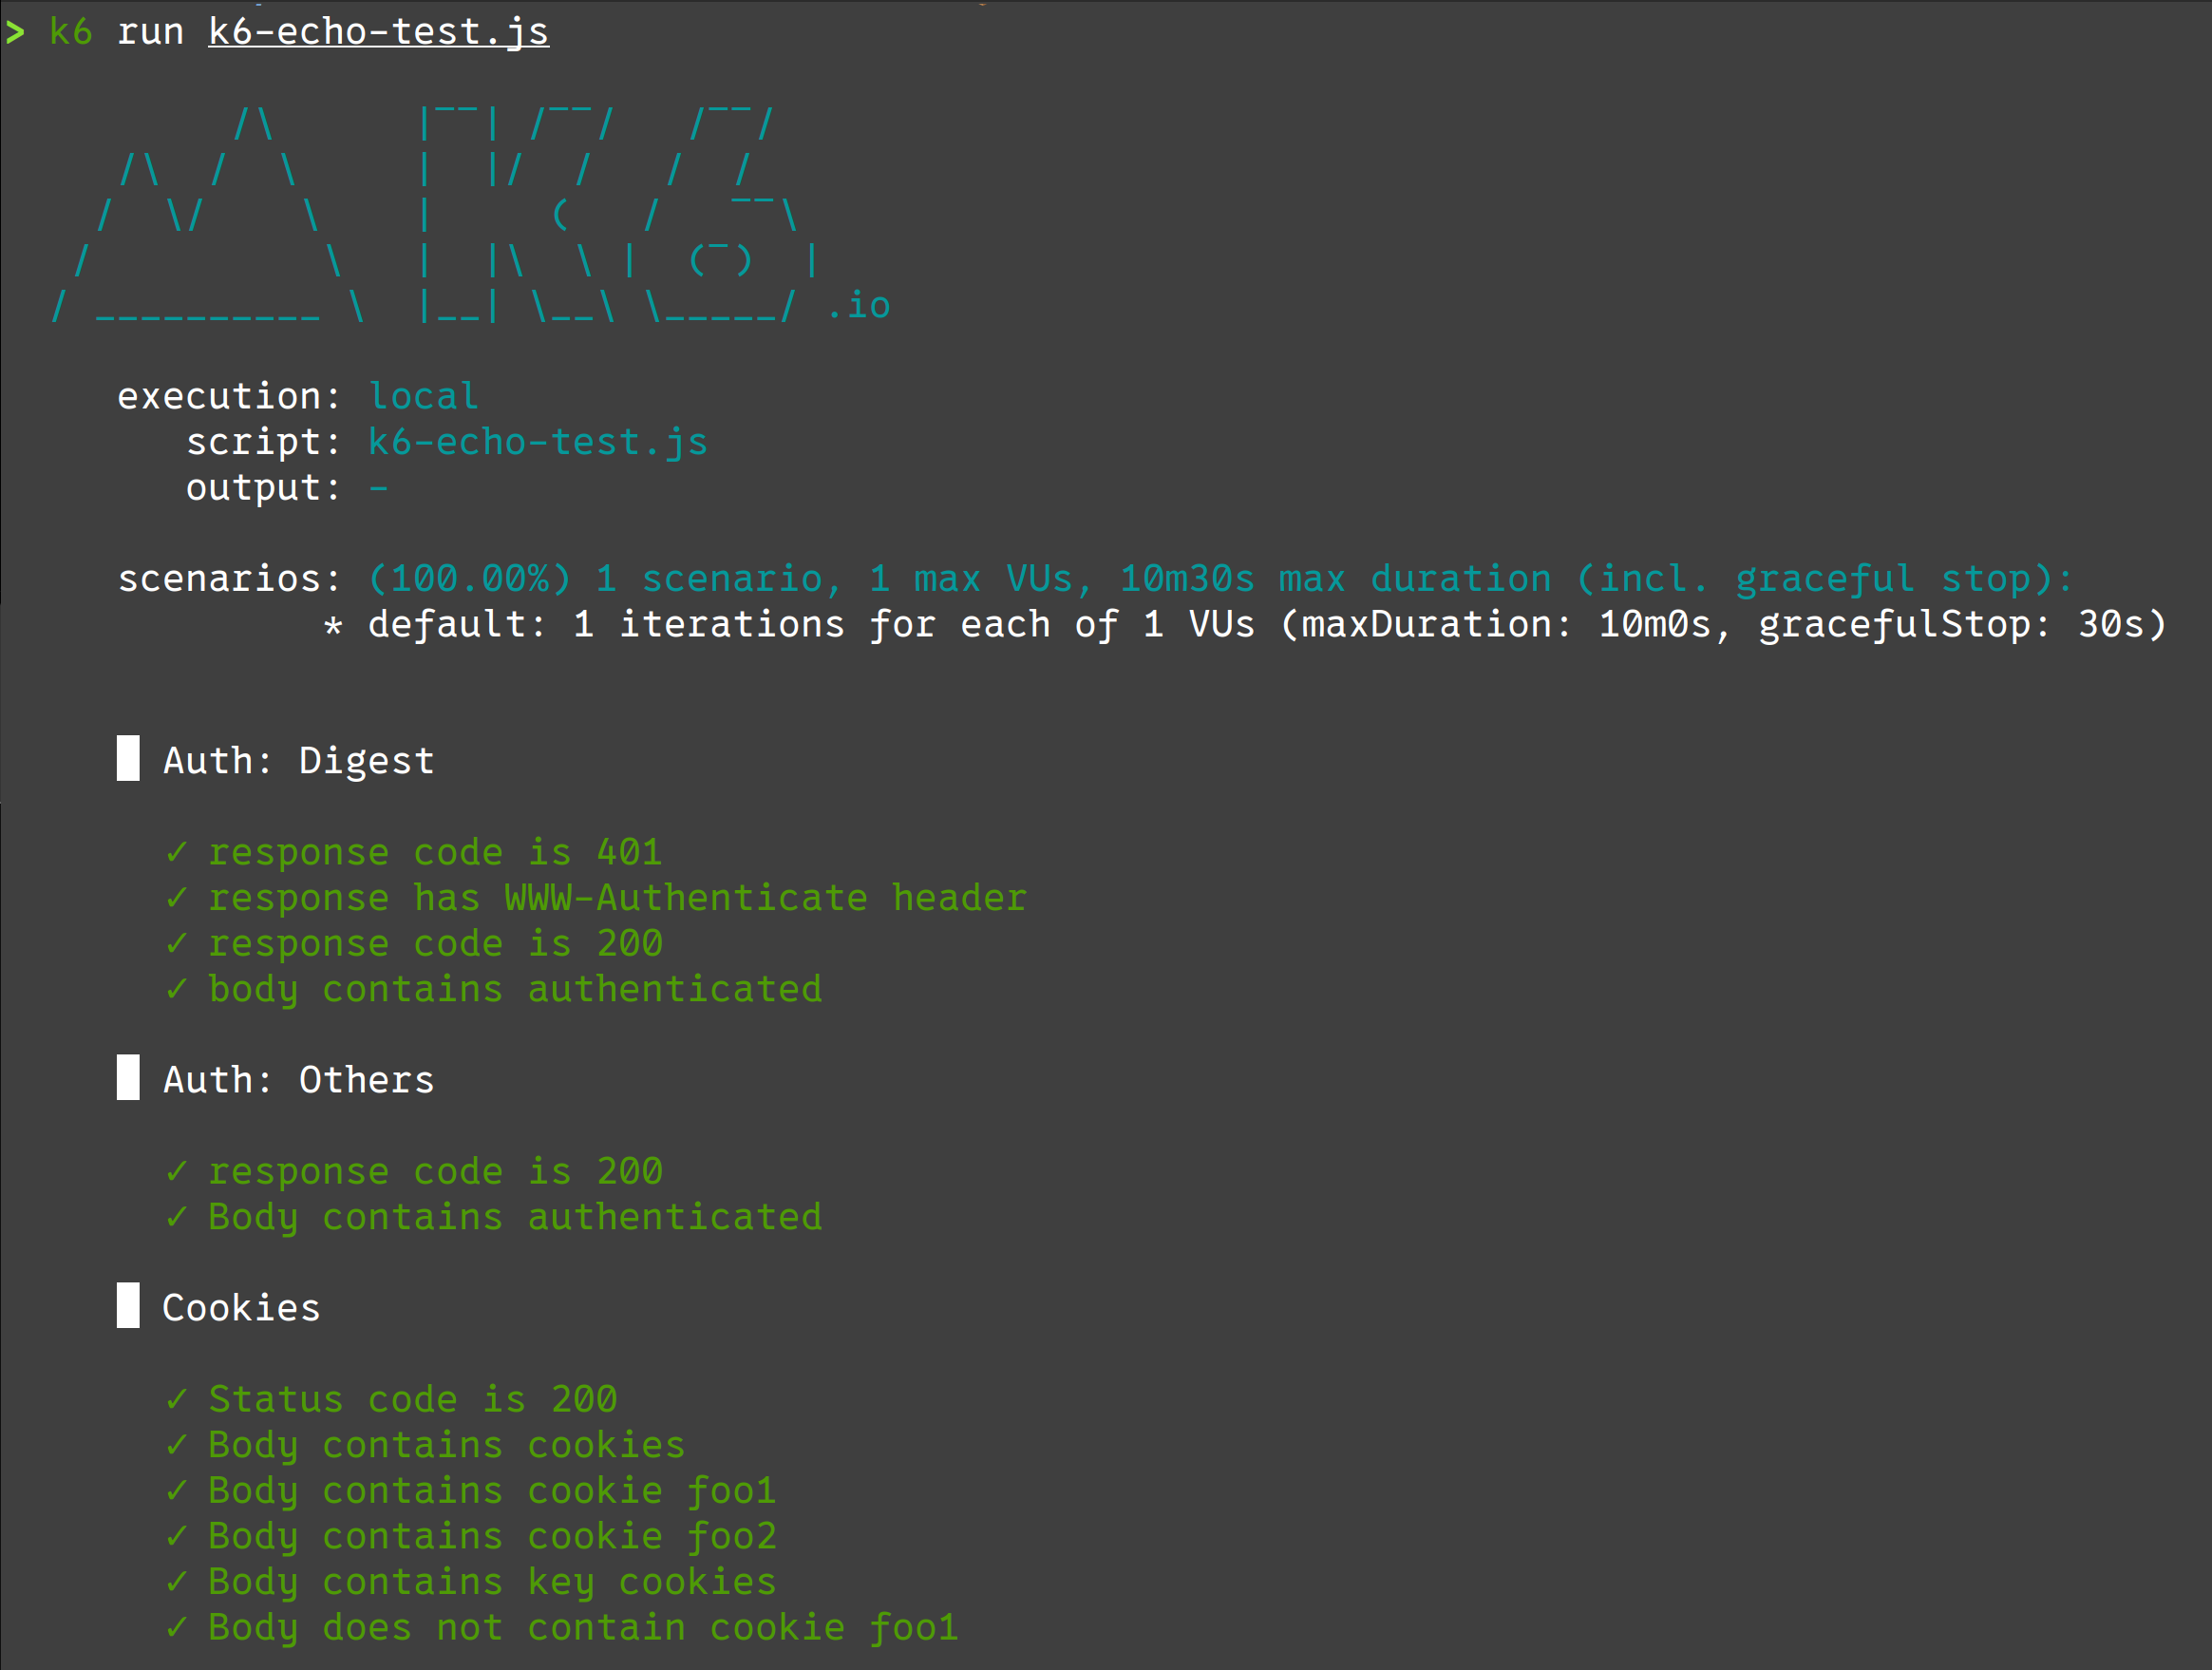 > k6 run k6-echo-test.js
          /\      |‾‾| /‾‾/   /‾‾/
     /\  /  \     |  |/  /   /  /
    /  \/    \    |     (   /   ‾‾\
   /          \   |  |\  \ |  (‾)  |
  / __________ \  |__| \__\ \_____/ .io
execution: local
script: k6-echo-test.js
output: -
scenarios: (100.00%) 1 scenario, 1 max VUs, 10m30s max duration (incl. graceful stop):
* default: 1 iterations for each of 1 VUs (maxDuration: 10m0s, gracefulStop: 30s)
█ Auth: Digest
✓ response code is 401
✓ response has WWW-Authenticate header
✓ response code is 200
✓ body contains authenticated
█ Auth: Others
✓ response code is 200
✓ Body contains authenticated
█ Cookies
✓ Status code is 200
✓ Body contains cookies
✓ Body contains cookie foo1
✓ Body contains cookie foo2
✓ Body contains key cookies
✓ Body does not contain cookie foo1